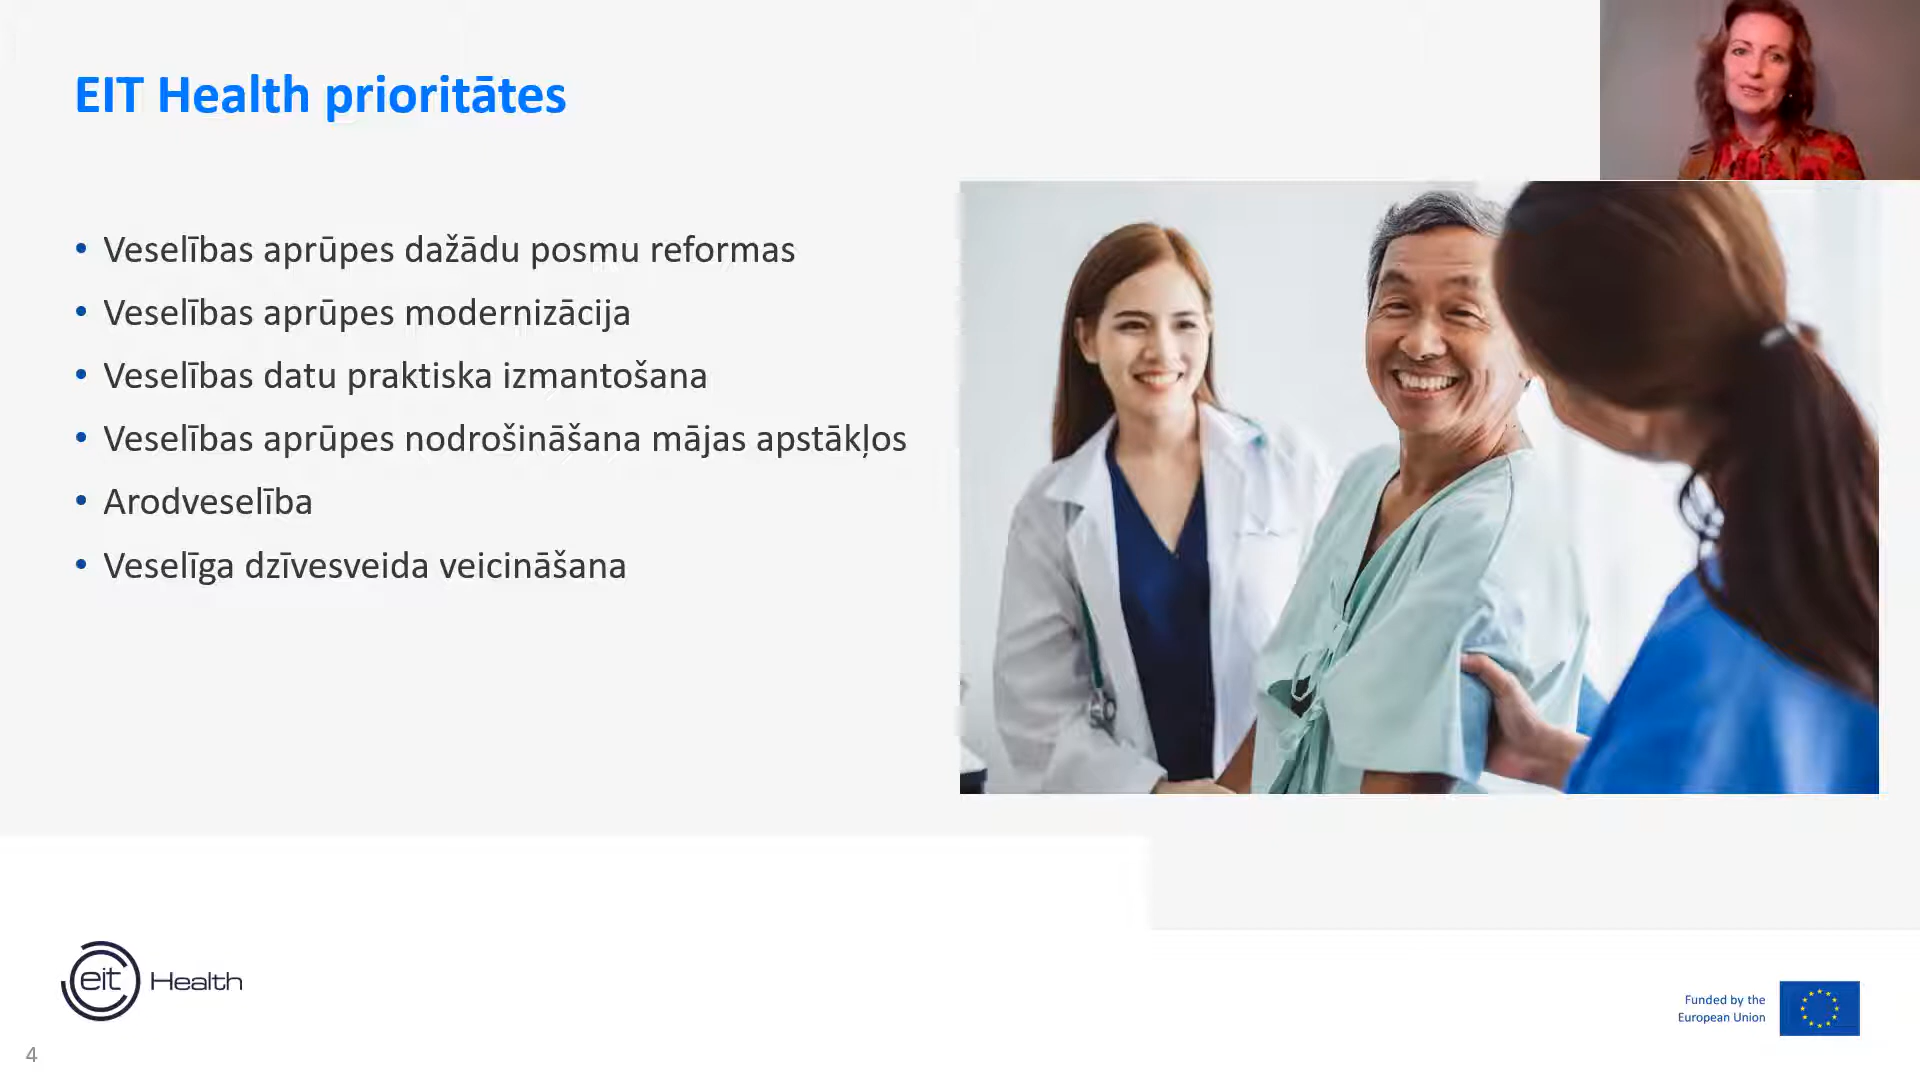 EIT Health prioritātes
• Veselības aprūpes dažādu posmu reformas
• Veselības aprūpes modernizācija
• Veselības datu praktiska izmantošana
• Veselības aprūpes nodrošināšana mājas apstākļos
• Arodveselība
• Veselīga dzīvesveida veicināšana
eit Health
Funded by the
European Union
4